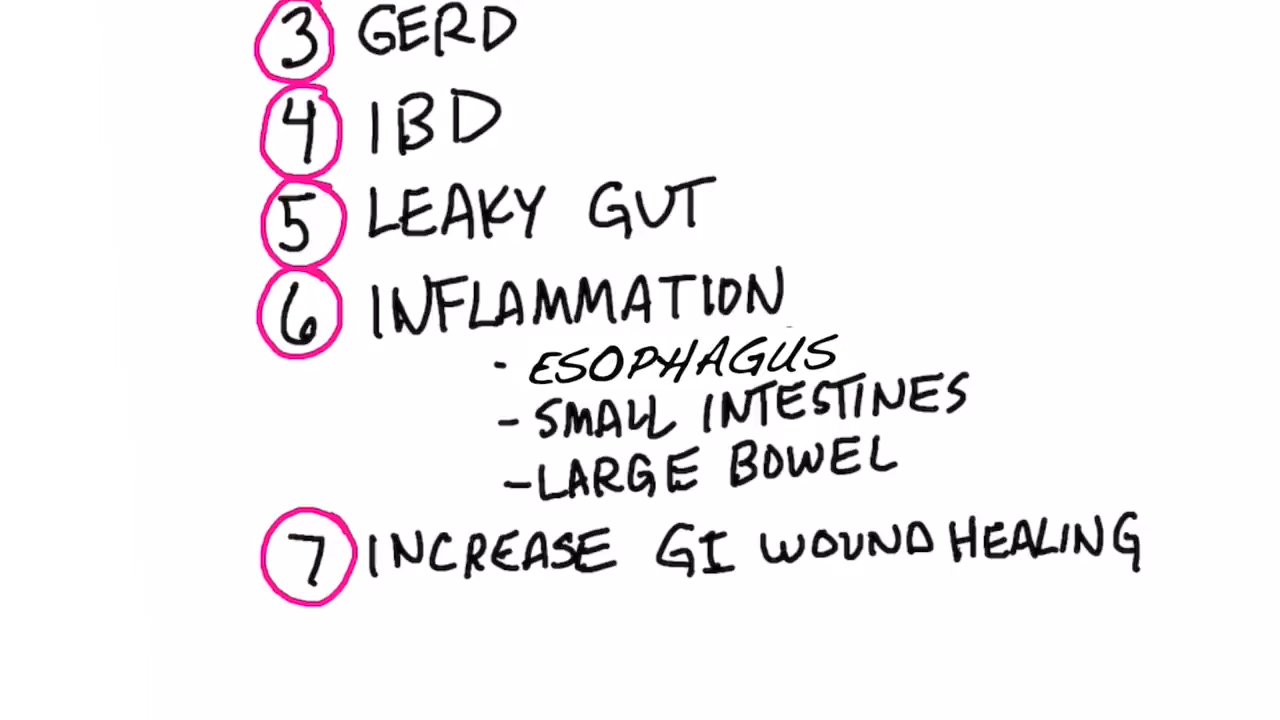 3 GERD
4 IBD
5 LEAKY GUT
6 INFLAMMATION
- ESOPHAGUS
- SMALL INTESTINES
- LARGE BOWEL
7 INCREASE GI WOUND HEALING